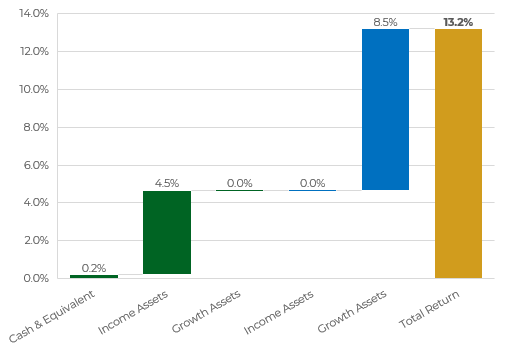 14.0%
12.0%
10.0%
8.0%
6.0%
4.0%
2.0%
0.0%
0.2%
4.5%
0.0%
0.0%
8.5%
13.2%
Cash & Equivalent
Income Assets
Growth Assets
Income Assets
Growth Assets
Total Return